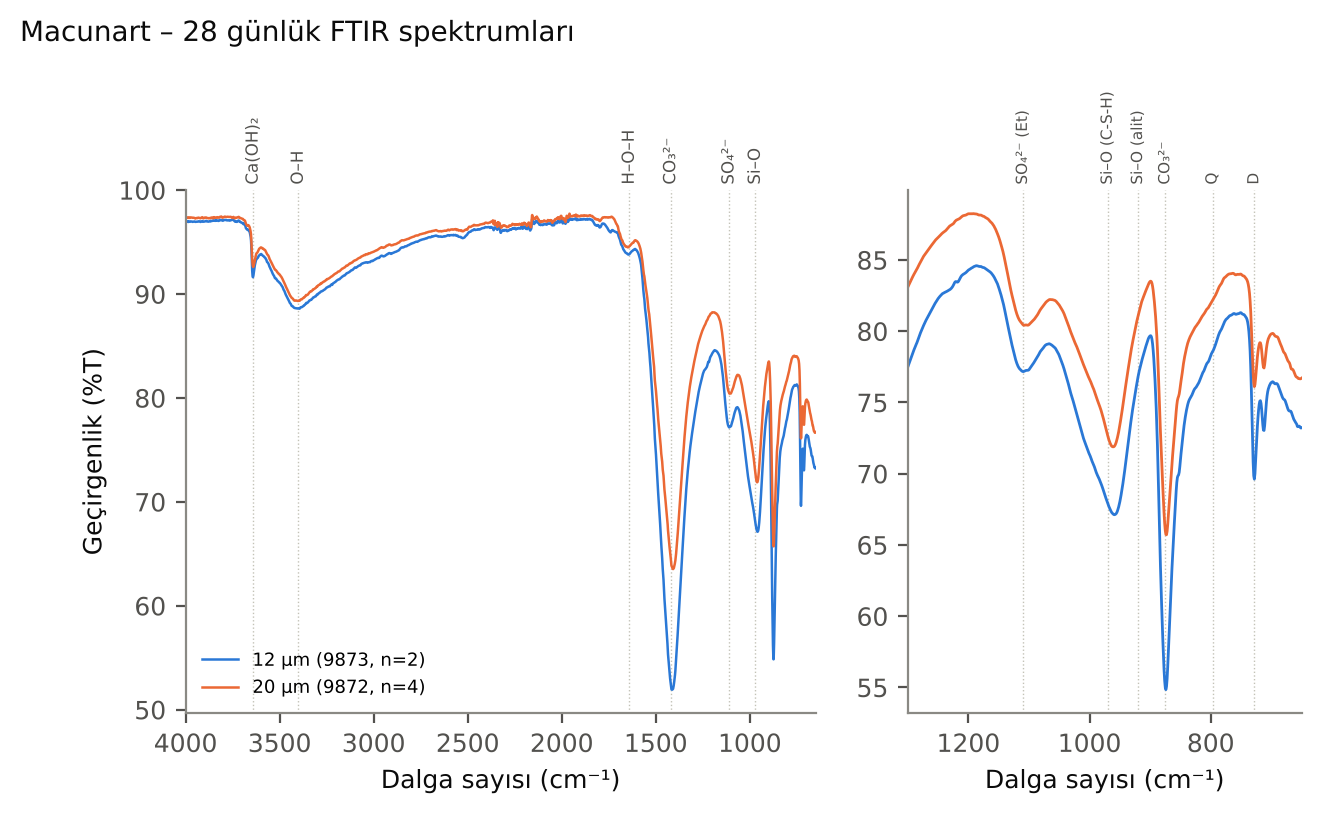 Macunart – 28 günlük FTIR spektrumları
Ca(OH)₂
O–H
H–O–H
CO₃²⁻
SO₄²⁻
Si–O
SO₄²⁻ (Et)
Si–O (C-S-H)
Si–O (alit)
CO₃²⁻
Q
D
Geçirgenlik (%T)
100
90
80
70
60
50
12 µm (9873, n=2)
20 µm (9872, n=4)
4000 3500 3000 2500 2000 1500 1000
Dalga sayısı (cm⁻¹)
85
80
75
70
65
60
55
1200 1000 800
Dalga sayısı (cm⁻¹)